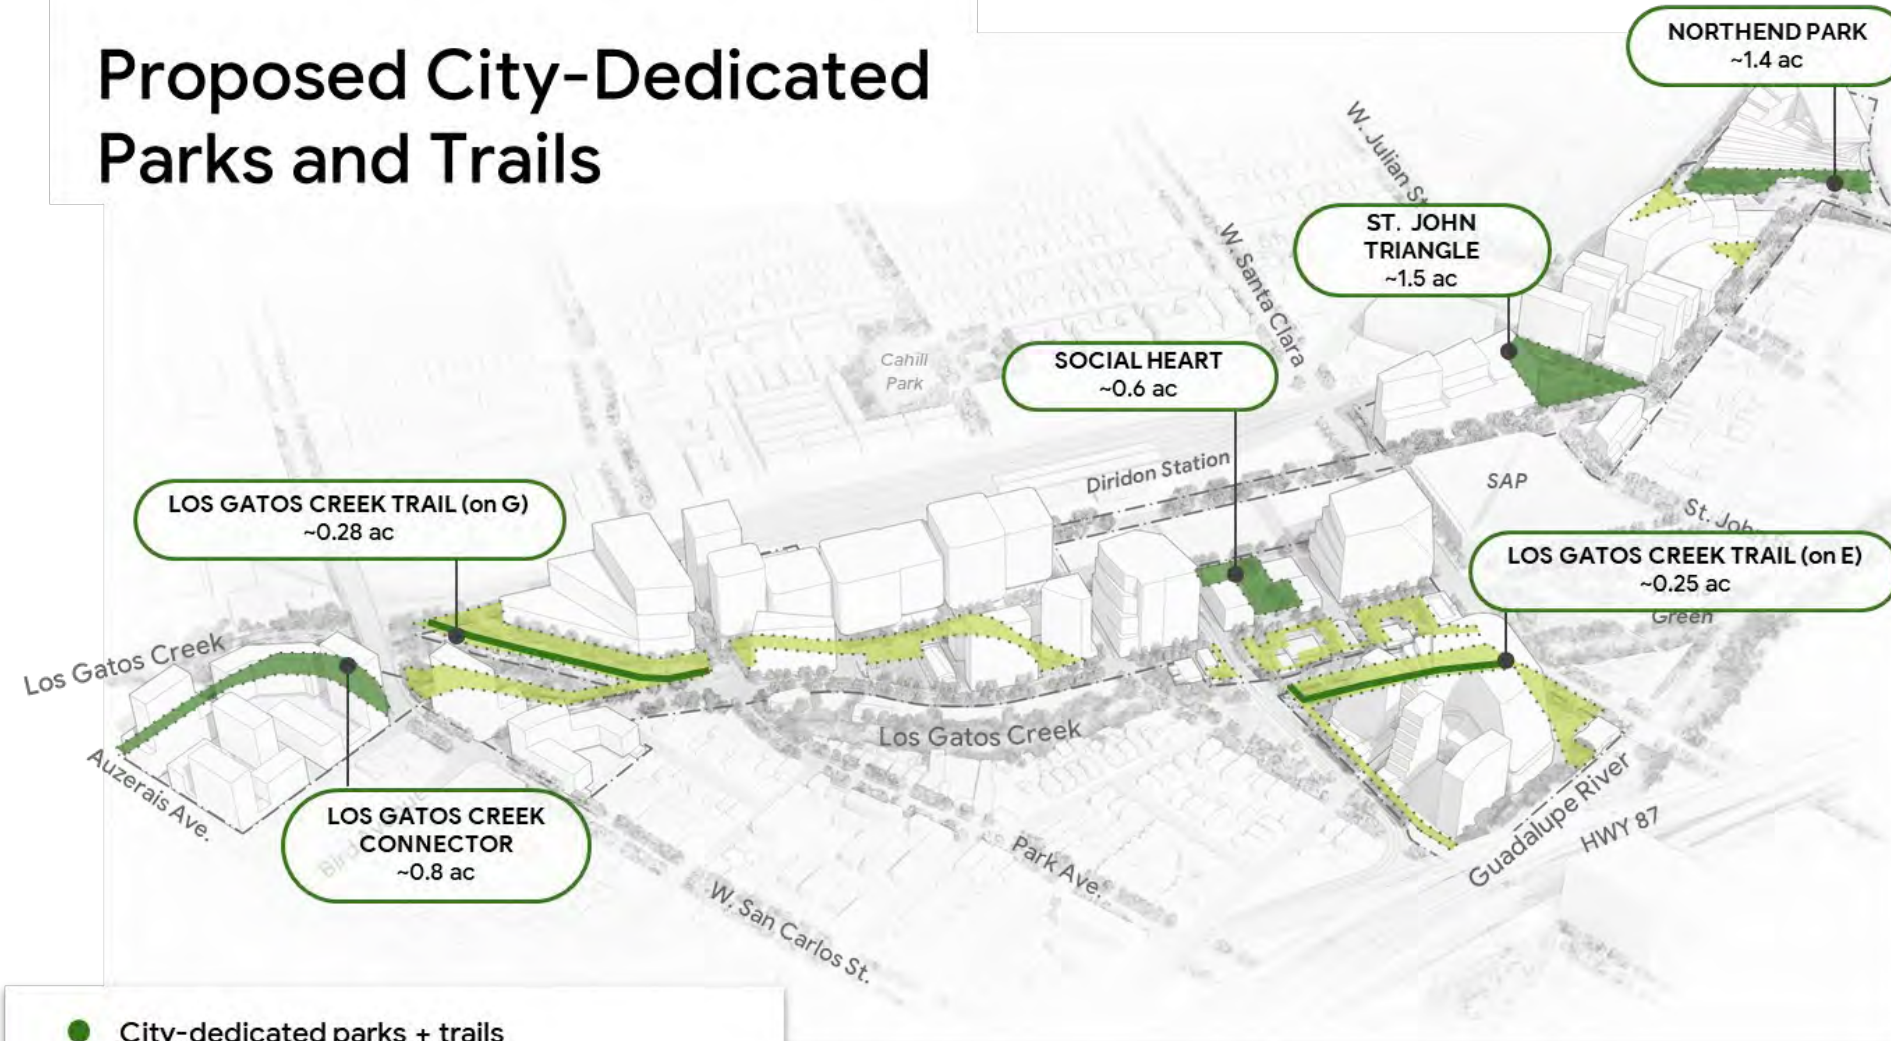 Proposed City-Dedicated
Parks and Trails
NORTHEND PARK
~1.4 ac
W. Julian St
ST. JOHN
TRIANGLE
~1.5 ac
W. Santa Clara
SOCIAL HEART
~0.6 ac
Cahill
Park
Diridon Station
SAP
St. John
LOS GATOS CREEK TRAIL (on G)
~0.28 ac
LOS GATOS CREEK TRAIL (on E)
~0.25 ac
Green
Los Gatos Creek
Los Gatos Creek
Auzerais Ave.
LOS GATOS CREEK
CONNECTOR
~0.8 ac
Bird
W. San Carlos St.
Park Ave.
Guadalupe River
HWY 87
City-dedicated parks + trails